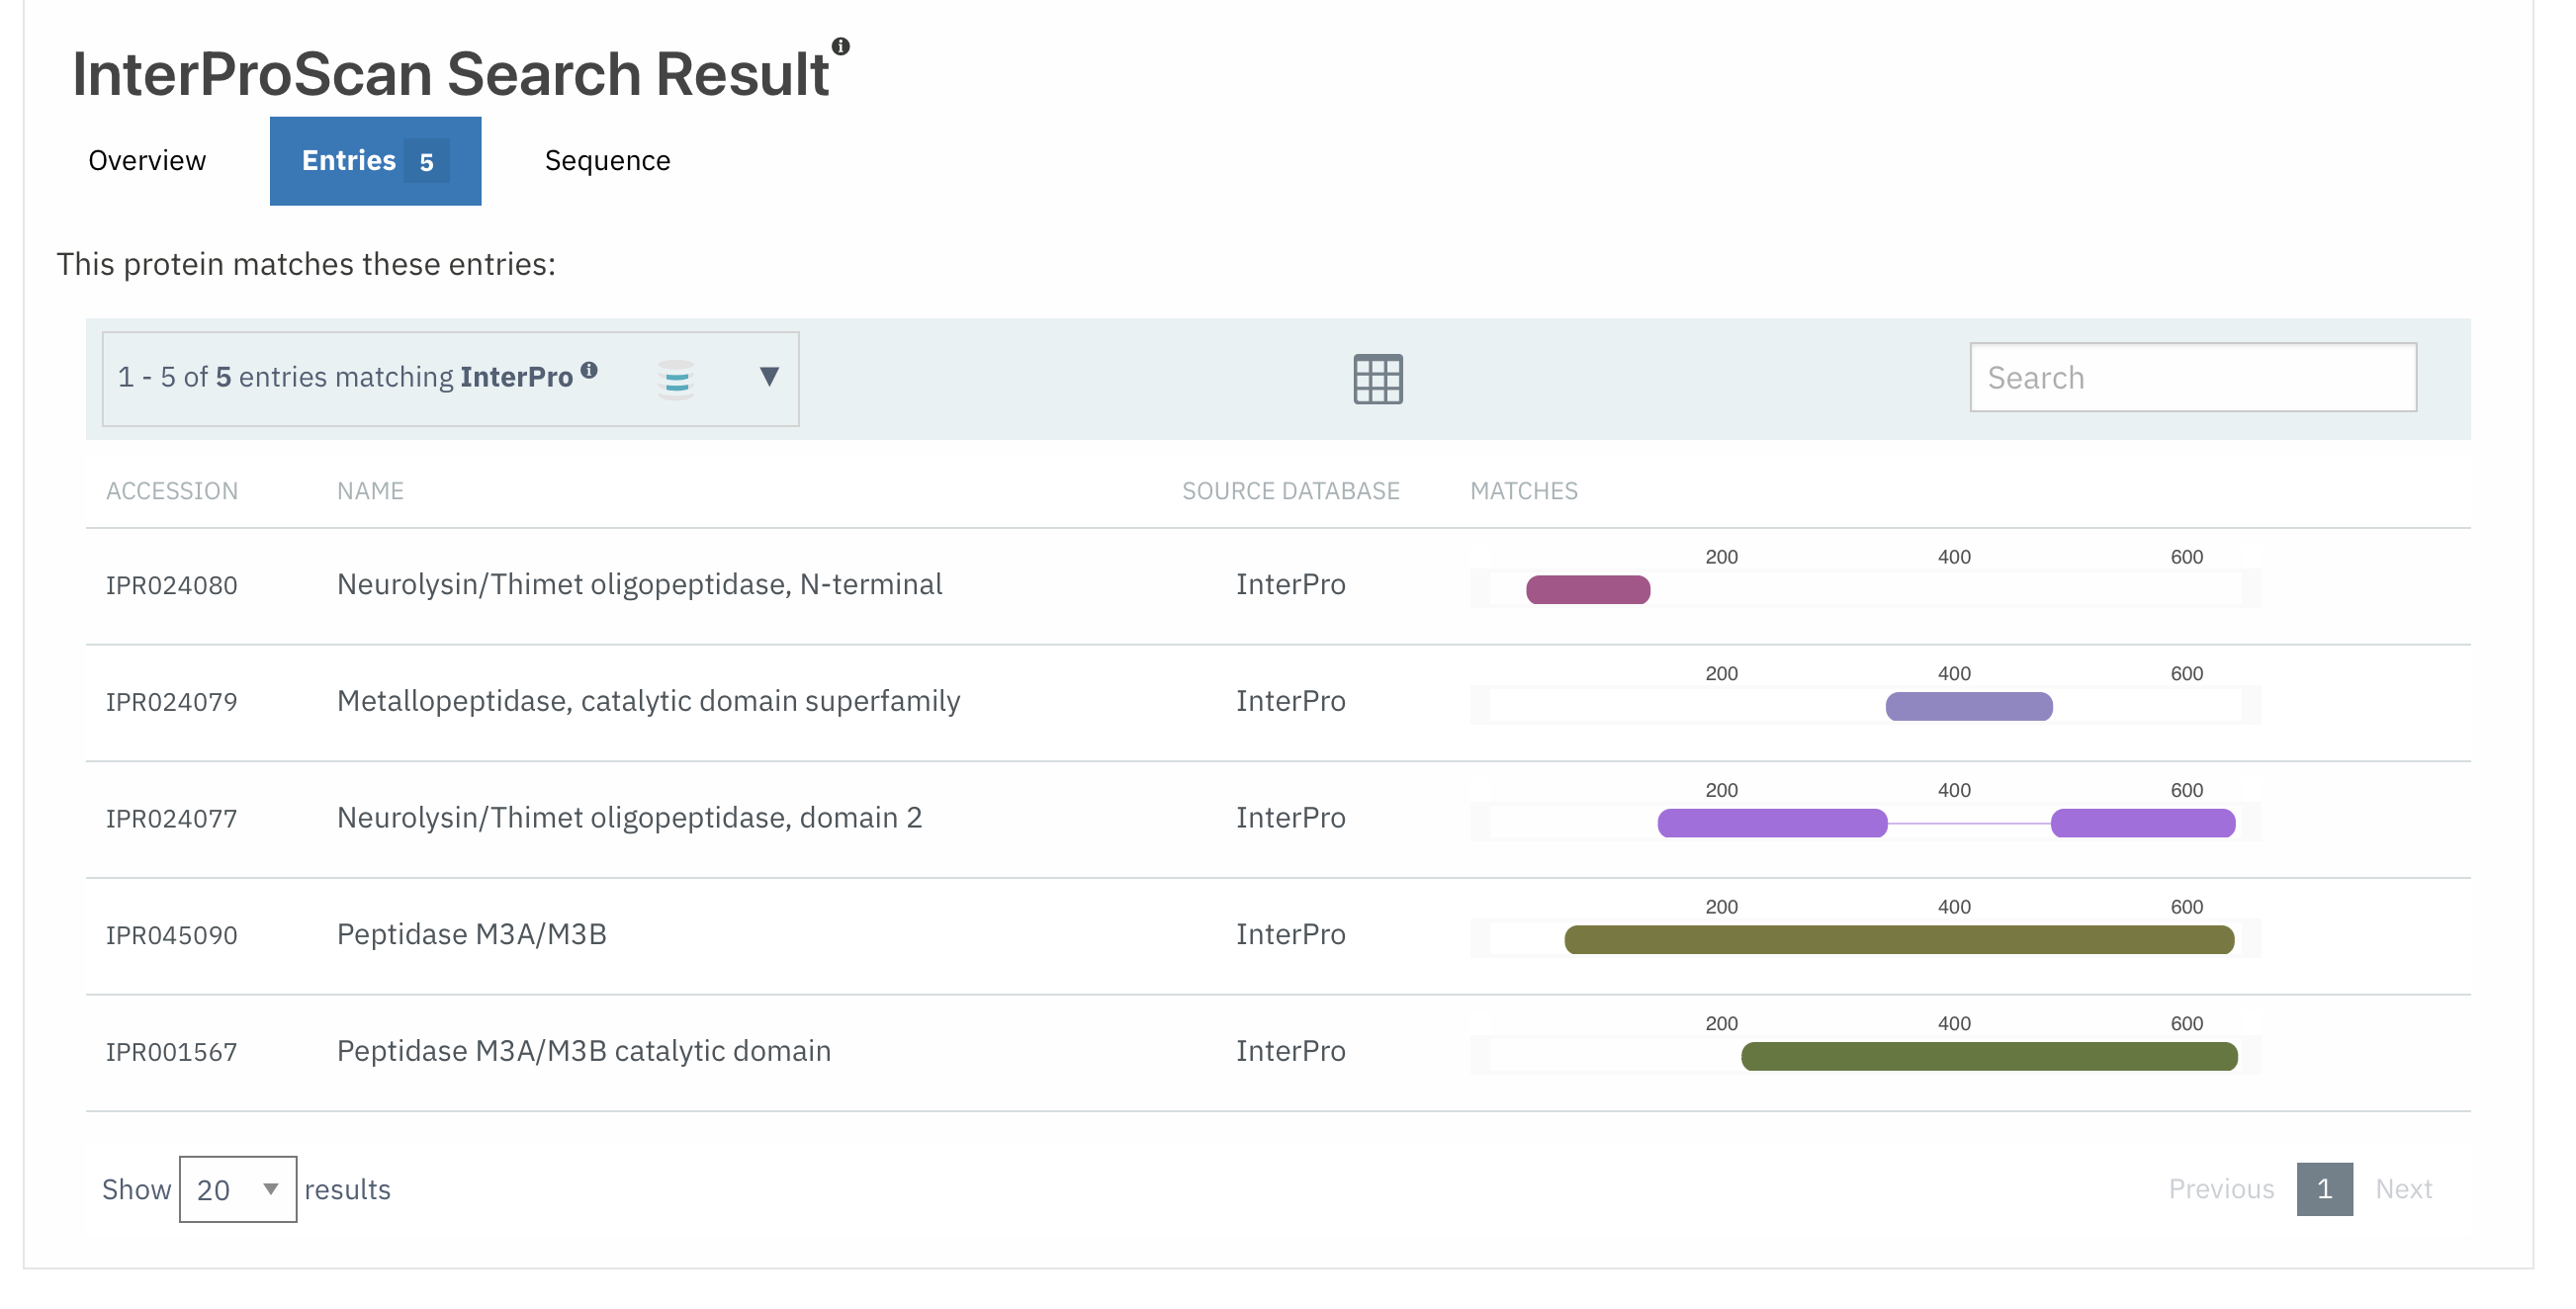 InterProScan Search Result
Overview Entries 5 Sequence
This protein matches these entries:
1 - 5 of 5 entries matching InterPro ▼ Search
ACCESSION NAME SOURCE DATABASE MATCHES
200 400 600
IPR024080 Neurolysin/Thimet oligopeptidase, N-terminal InterPro
200 400 600
IPR024079 Metallopeptidase, catalytic domain superfamily InterPro
200 400 600
IPR024077 Neurolysin/Thimet oligopeptidase, domain 2 InterPro
200 400 600
IPR045090 Peptidase M3A/M3B InterPro
200 400 600
IPR001567 Peptidase M3A/M3B catalytic domain InterPro
Show 20 results Previous 1 Next